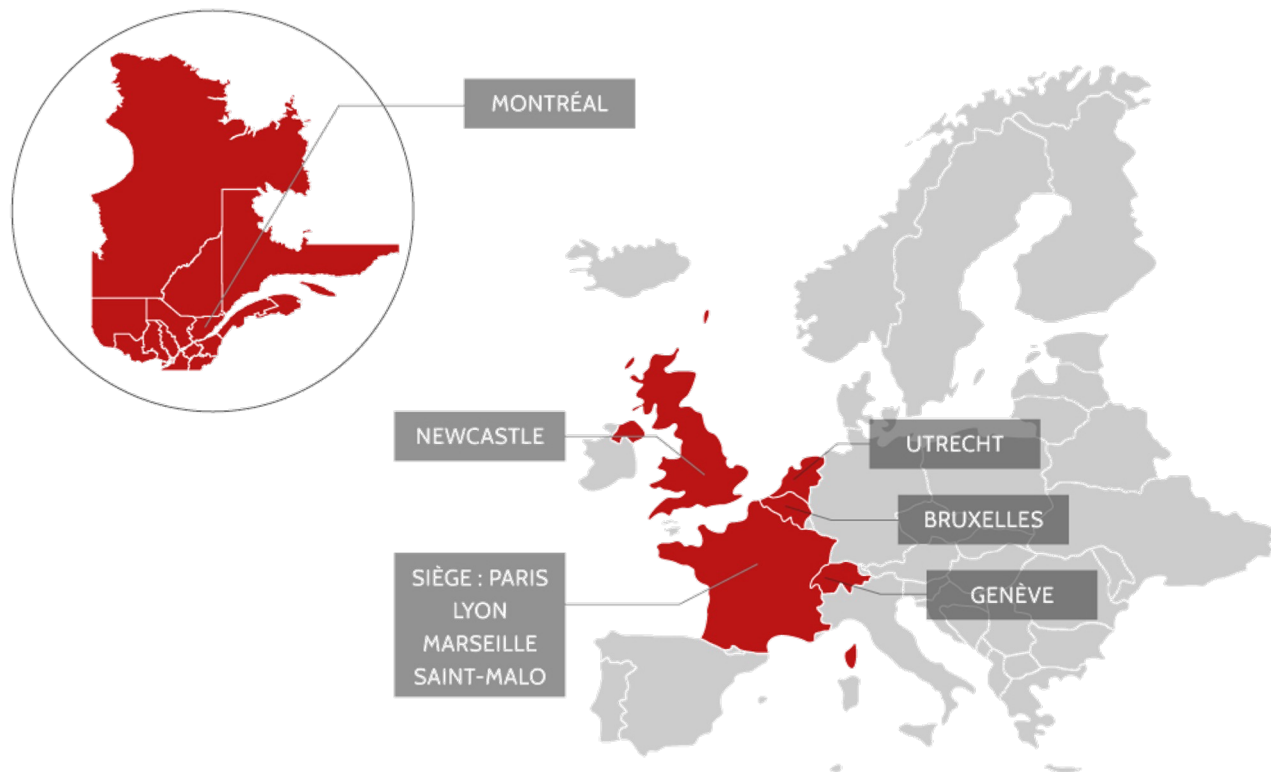 MONTRÉAL
NEWCASTLE
UTRECHT
BRUXELLES
SIÈGE : PARIS
LYON
MARSEILLE
SAINT-MALO
GENÈVE